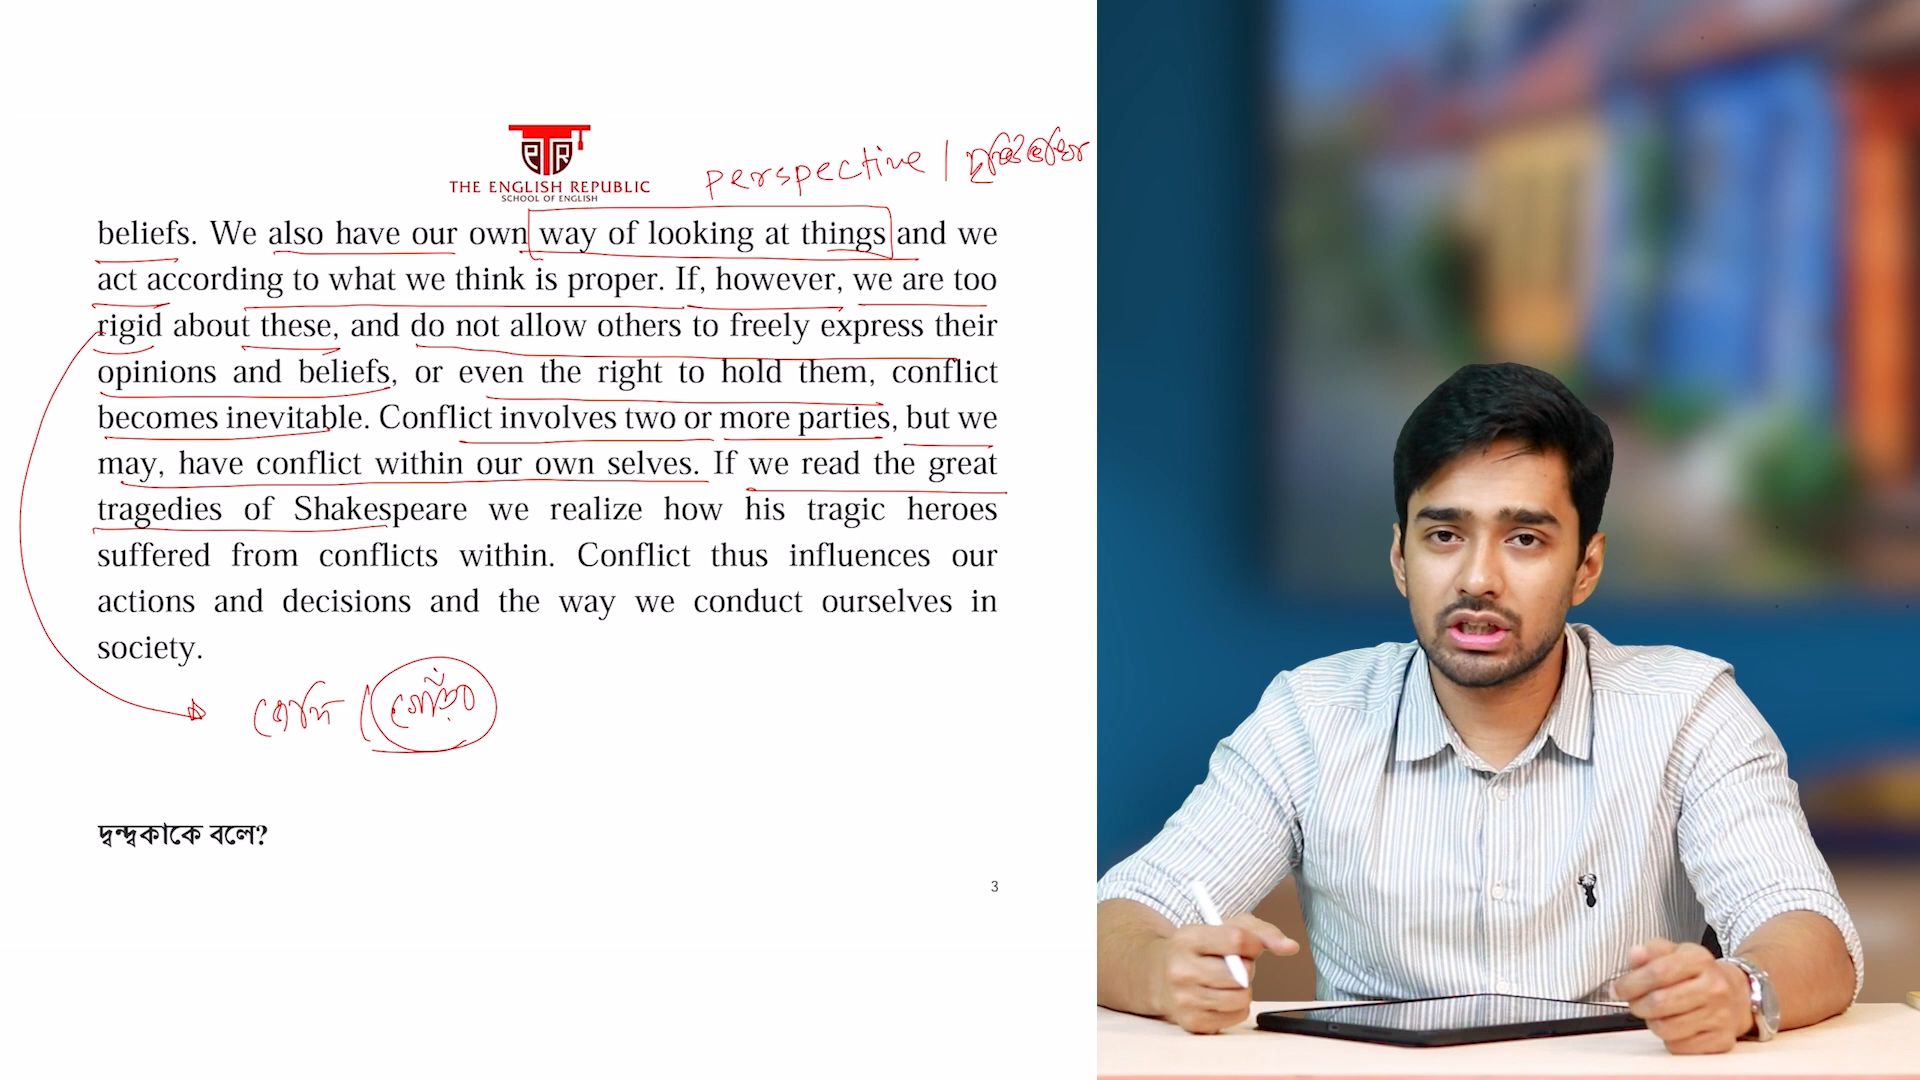 THE ENGLISH REPUBLIC
SCHOOL OF ENGLISH
perspective |
beliefs. We also have our own way of looking at things and we
act according to what we think is proper. If, however, we are too
rigid about these, and do not allow others to freely express their
opinions and beliefs, or even the right to hold them, conflict
becomes inevitable. Conflict involves two or more parties, but we
may, have conflict within our own selves. If we read the great
tragedies of Shakespeare we realize how his tragic heroes
suffered from conflicts within. Conflict thus influences our
actions and decisions and the way we conduct ourselves in
society.
দ্বন্দ্বকাকে বলে?
3